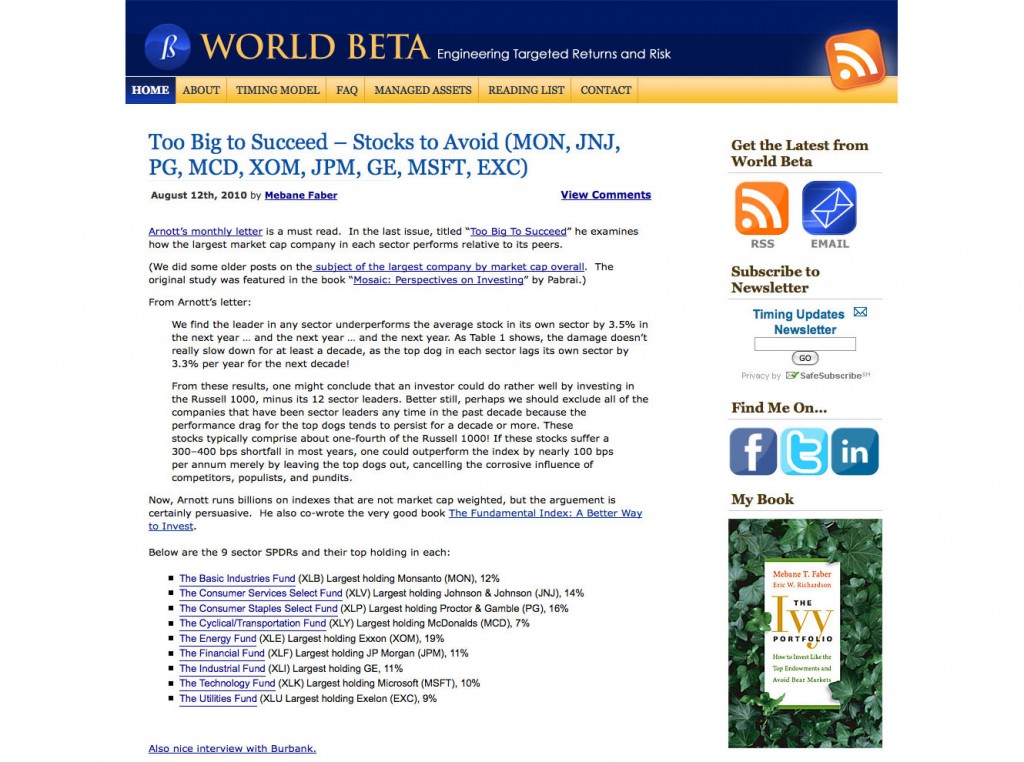 ß WORLD BETA Engineering Targeted Returns and Risk
HOME ABOUT TIMING MODEL FAQ MANAGED ASSETS READING LIST CONTACT
Too Big to Succeed – Stocks to Avoid (MON, JNJ,
PG, MCD, XOM, JPM, GE, MSFT, EXC)
August 12th, 2010 by Mebane Faber
View Comments
Arnott's monthly letter is a must read. In the last issue, titled "Too Big To Succeed" he examines
how the largest market cap company in each sector performs relative to its peers.
(We did some older posts on the subject of the largest company by market cap overall. The
original study was featured in the book "Mosaic: Perspectives on Investing" by Pabrai.)
From Arnott's letter:
We find the leader in any sector underperforms the average stock in its own sector by 3.5% in
the next year … and the next year … and the next year. As Table 1 shows, the damage doesn't
really slow down for at least a decade, as the top dog in each sector lags its own sector by
3.3% per year for the next decade!
From these results, one might conclude that an investor could do rather well by investing in
the Russell 1000, minus its 12 sector leaders. Better still, perhaps we should exclude all of the
companies that have been sector leaders any time in the past decade because the
performance drag for the top dogs tends to persist for a decade or more. These
stocks typically comprise about one-fourth of the Russell 1000! If these stocks suffer a
300–400 bps shortfall in most years, one could outperform the index by nearly 100 bps
per annum merely by leaving the top dogs out, cancelling the corrosive influence of
competitors, populists, and pundits.
Now, Arnott runs billions on indexes that are not market cap weighted, but the arguement is
certainly persuasive. He also co-wrote the very good book The Fundamental Index: A Better Way
to Invest.
Below are the 9 sector SPDRs and their top holding in each:
The Basic Industries Fund (XLB) Largest holding Monsanto (MON), 12%
The Consumer Services Select Fund (XLV) Largest holding Johnson & Johnson (JNJ), 14%
The Consumer Staples Select Fund (XLP) Largest holding Proctor & Gamble (PG), 16%
The Cyclical/Transportation Fund (XLY) Largest holding McDonalds (MCD), 7%
The Energy Fund (XLE) Largest holding Exxon (XOM), 19%
The Financial Fund (XLF) Largest holding JP Morgan (JPM), 11%
The Industrial Fund (XLI) Largest holding GE, 11%
The Technology Fund (XLK) Largest holding Microsoft (MSFT), 10%
The Utilities Fund (XLU Largest holding Exelon (EXC), 9%
Also nice interview with Burbank.
Get the Latest from
World Beta
RSS EMAIL
Subscribe to
Newsletter
Timing Updates
Newsletter
GO
Privacy by SafeSubscribe℠
Find Me On...
f t in
My Book
Mebane T. Faber
Eric W. Richardson
THE
Ivy
PORTFOLIO
How to Invest Like the
Top Endowments and
Avoid Bear Markets